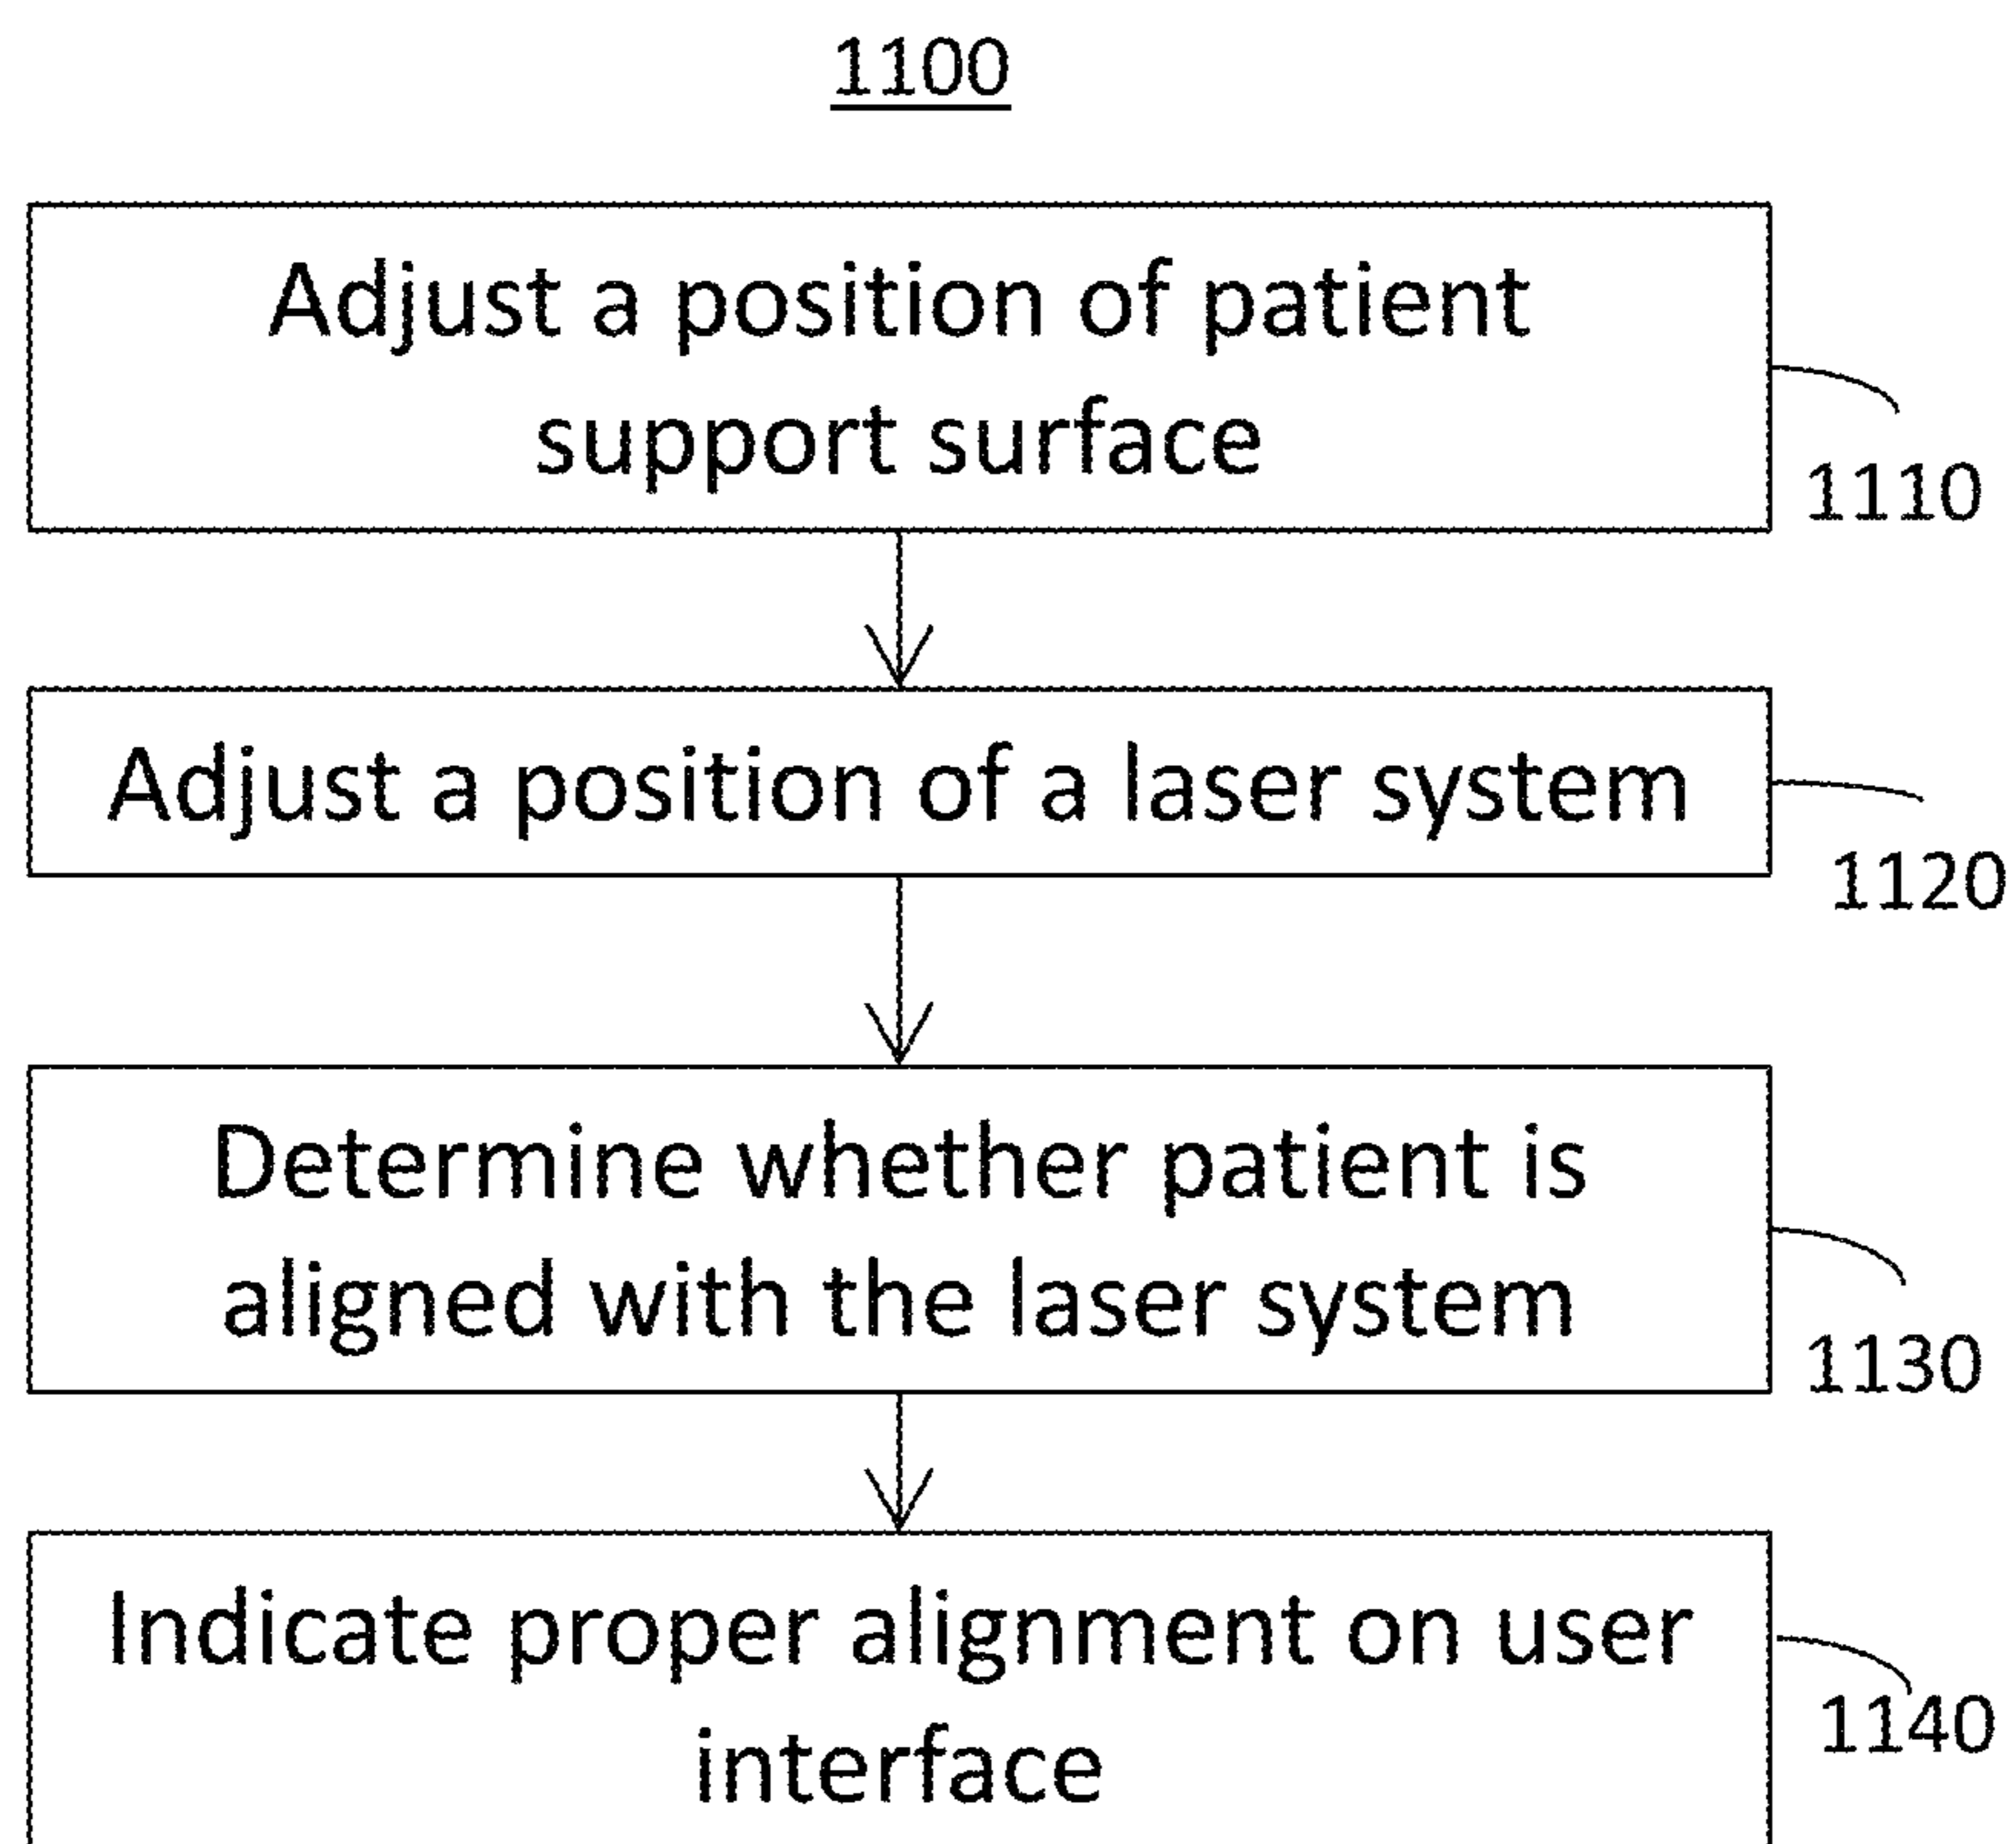 1100
Adjust a position of patient
support surface
1110
Adjust a position of a laser system
1120
Determine whether patient is
aligned with the laser system
1130
Indicate proper alignment on user
interface
1140